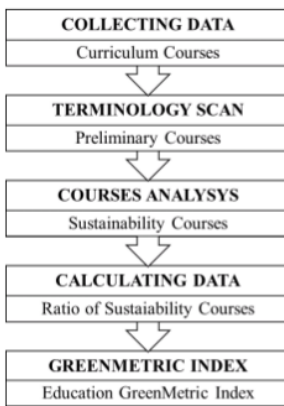 COLLECTING DATA
Curriculum Courses
TERMINOLOGY SCAN
Preliminary Courses
COURSES ANALYSYS
Sustainability Courses
CALCULATING DATA
Ratio of Sustaiability Courses
GREENMETRIC INDEX
Education GreenMetric Index